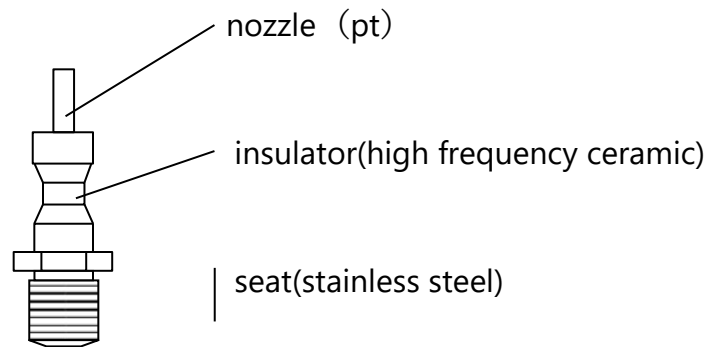 nozzle（pt）
insulator(high frequency ceramic)
seat(stainless steel)